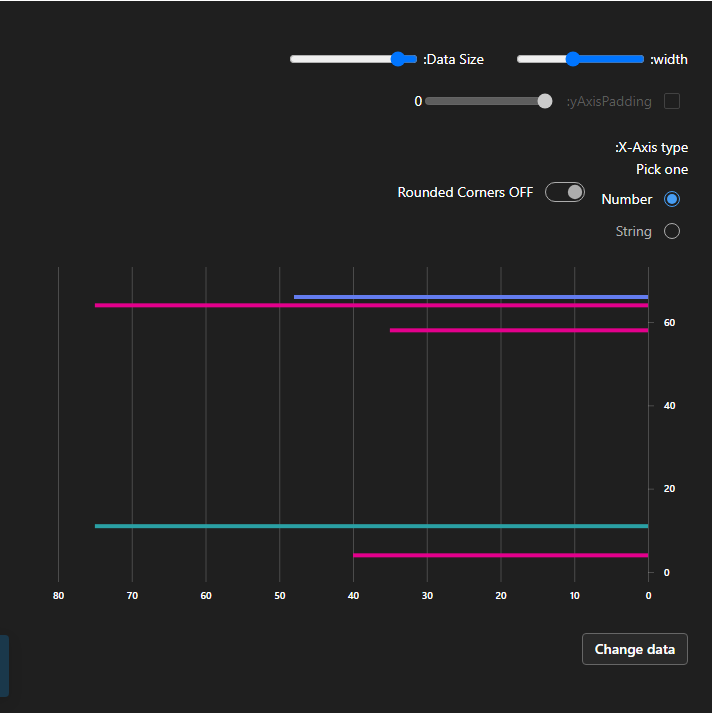 :width
:Data Size
:yAxisPadding
0
:X-Axis type
Pick one
Number
Rounded Corners OFF
String
60
40
20
0
80 70 60 50 40 30 20 10 0
Change data